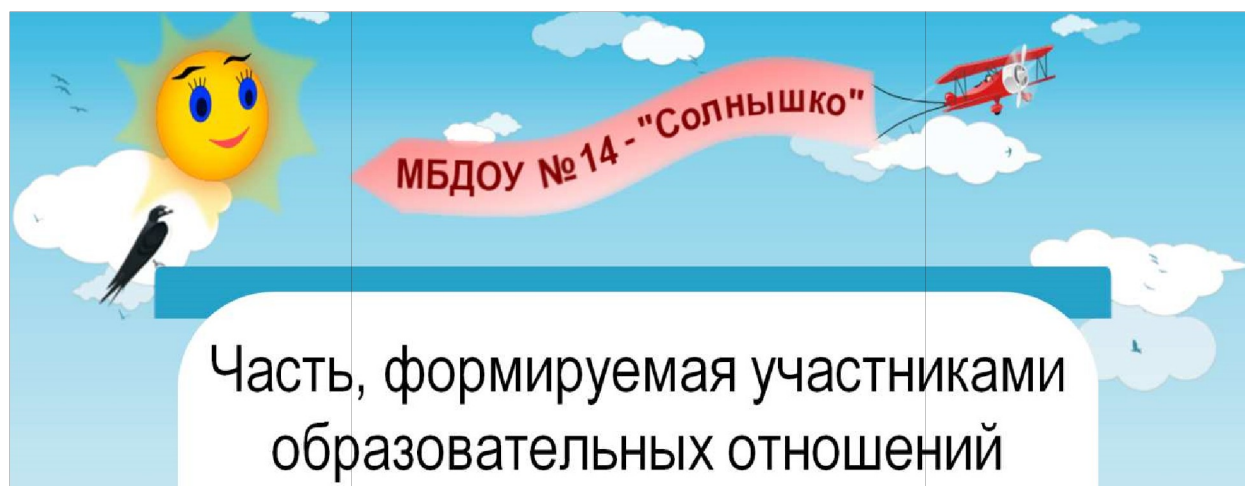 МБДОУ №14 - "Солнышко"
Часть, формируемая участниками
образовательных отношений